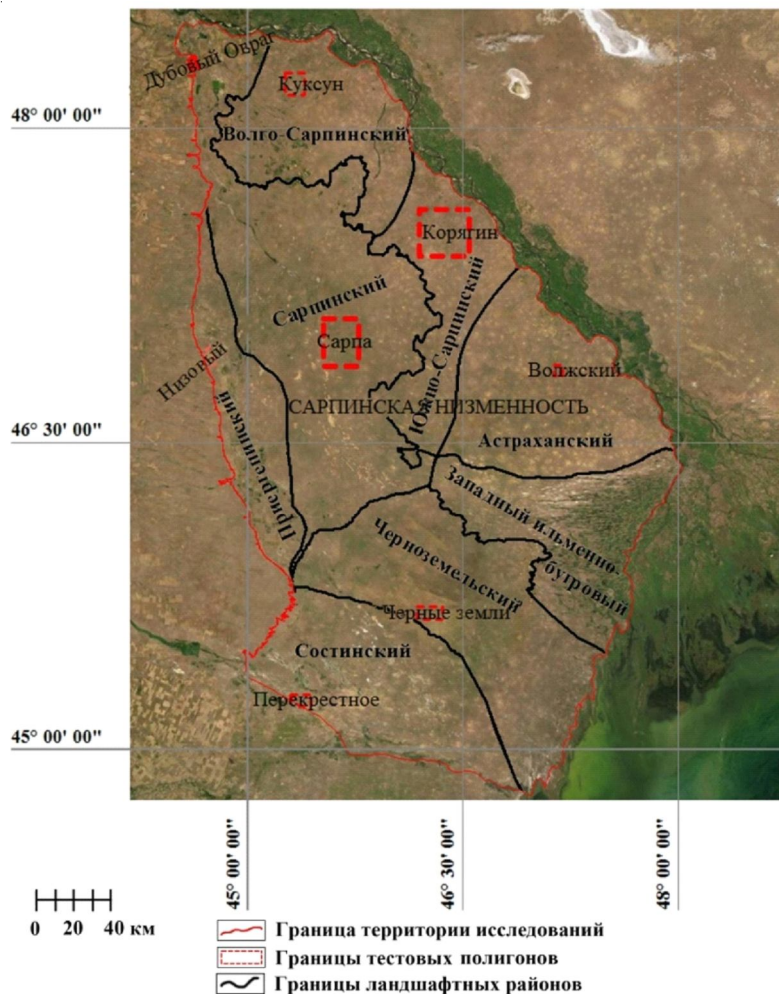 Дубовый Овраг
Куксун
48° 00' 00"
Волго-Сарпинский
Корягин
Сарпинский
Южно-Сарпинский
Сарпа
Низовый
Волжский
САРПИНСКАЯ НИЗМЕННОСТЬ
46° 30' 00"
Астраханский
Приергенинский
Западный ильменно-
бугровый
Черноземельский
Черные земли
Состинский
Перекрестное
45° 00' 00"
45° 00' 00"
46° 30' 00"
48° 00' 00"
0 20 40 км
Граница территории исследований
Границы тестовых полигонов
Границы ландшафтных районов